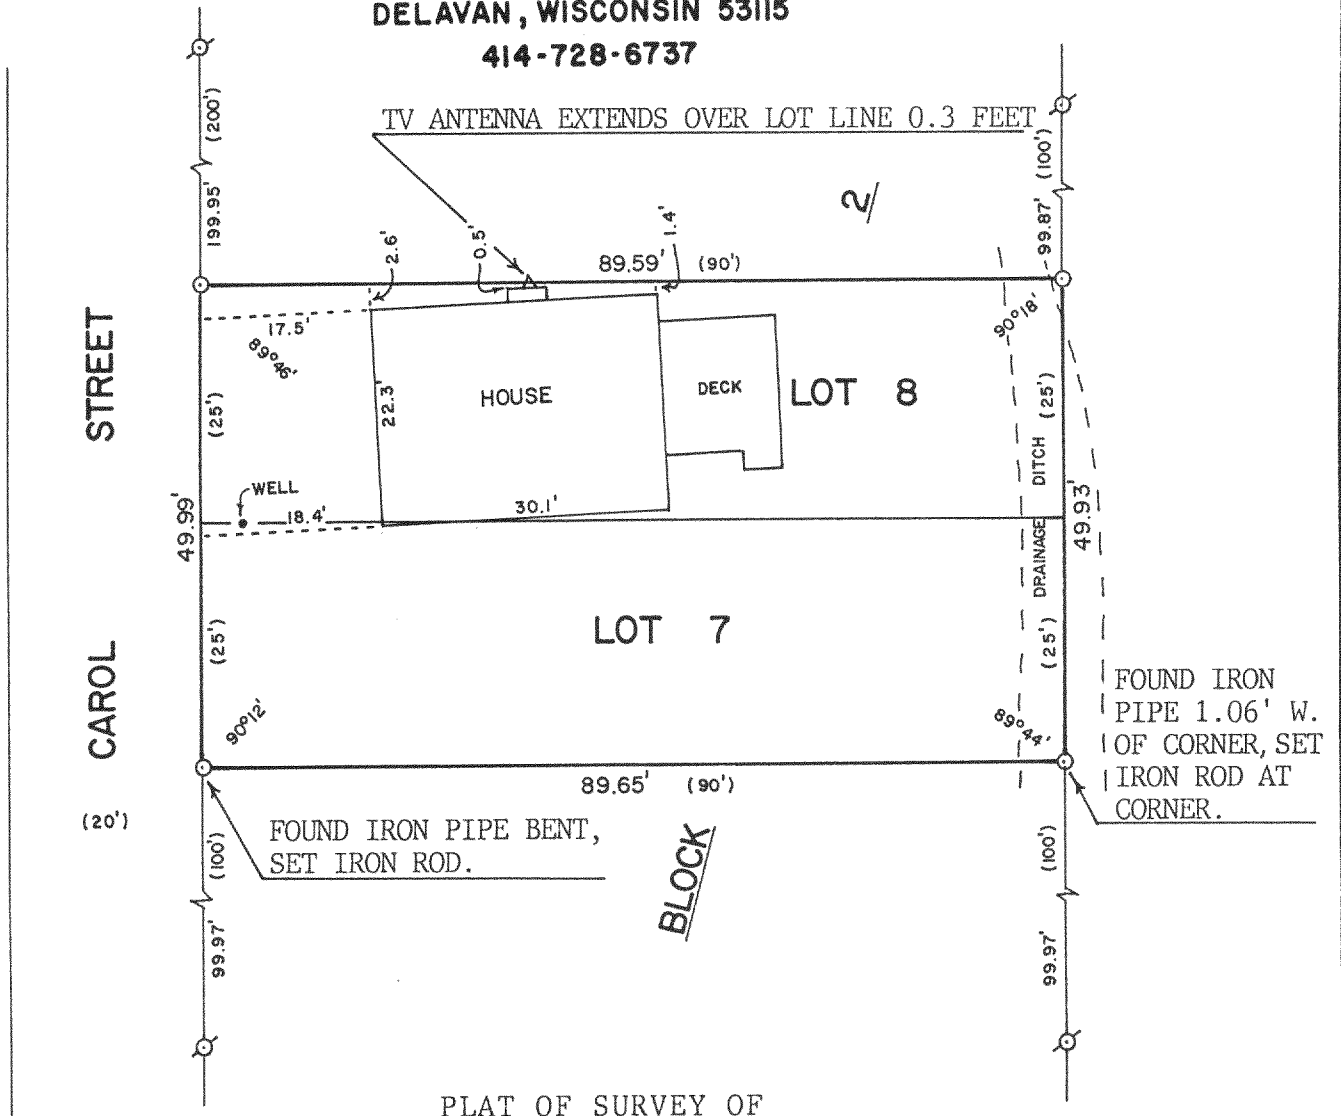 DELAVAN, WISCONSIN 53115
414-728-6737
TV ANTENNA EXTENDS OVER LOT LINE 0.3 FEET
(200')
199.95'
(100')
99.87'
2
2.6'
0.5'
1.4'
89.59' (90')
17.5'
89°46'
90°18'
STREET
(25')
22.3'
HOUSE
DECK
LOT 8
(25')
DRAINAGE DITCH
WELL
18.4'
30.1'
49.99'
49.93'
LOT 7
(25')
(25')
CAROL
(20')
90°12'
89°44'
89.65' (90')
FOUND IRON
PIPE 1.06' W.
OF CORNER, SET
IRON ROD AT
CORNER.
FOUND IRON PIPE BENT,
SET IRON ROD.
BLOCK
(100')
99.97'
(100')
99.97'
PLAT OF SURVEY OF